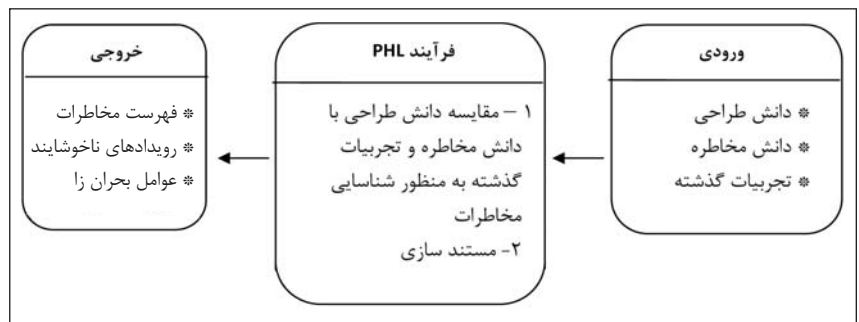 ورودی
* دانش طراحی
* دانش مخاطره
* تجربیات گذشته
فرآیند PHL
۱ – مقایسه دانش طراحی با
دانش مخاطره و تجربیات
گذشته به منظور شناسایی
مخاطرات
۲- مستند سازی
خروجی
* فهرست مخاطرات
* رویدادهای ناخوشایند
* عوامل بحران زا